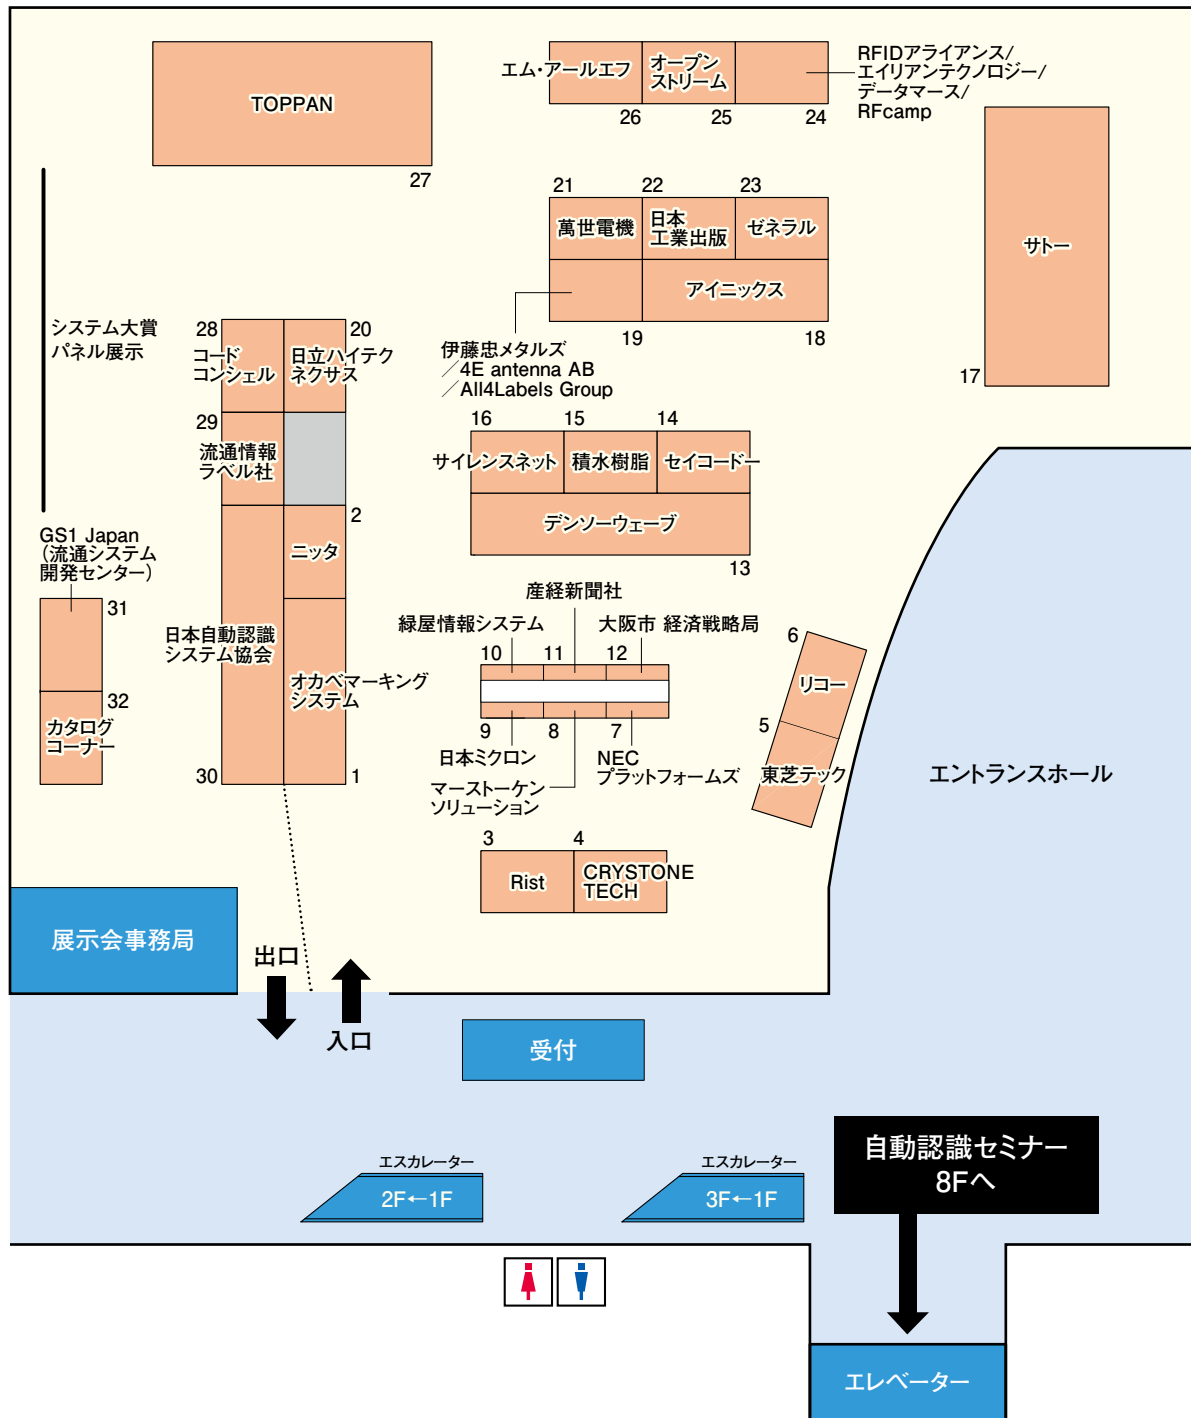 TOPPAN
27
エム・アールエフ
26
オープン
ストリーム
25
24
RFIDアライアンス/
エイリアンテクノロジー/
データマース/
RFcamp
21
萬世電機
22
日本
工業出版
23
ゼネラル
アイニックス
19
18
伊藤忠メタルズ
/4E antenna AB
/All4Labels Group
サトー
17
システム大賞
パネル展示
28
コード
コンシェル
20
日立ハイテク
ネクサス
29
流通情報
ラベル社
2
ニッタ
日本自動認識
システム協会
30
オカベマーキング
システム
1
GS1 Japan
(流通システム
開発センター)
31
32
カタログ
コーナー
16
サイレンスネット
15
積水樹脂
14
セイコードー
デンソーウェーブ
13
産経新聞社
緑屋情報システム
大阪市 経済戦略局
10
11
12
9
8
7
日本ミクロン
マーストーケン
ソリューション
NEC
プラットフォームズ
6
リコー
5
東芝テック
エントランスホール
3
Rist
4
CRYSTONE
TECH
展示会事務局
出口
入口
受付
エスカレーター
2F←1F
エスカレーター
3F←1F
自動認識セミナー
8Fへ
エレベーター